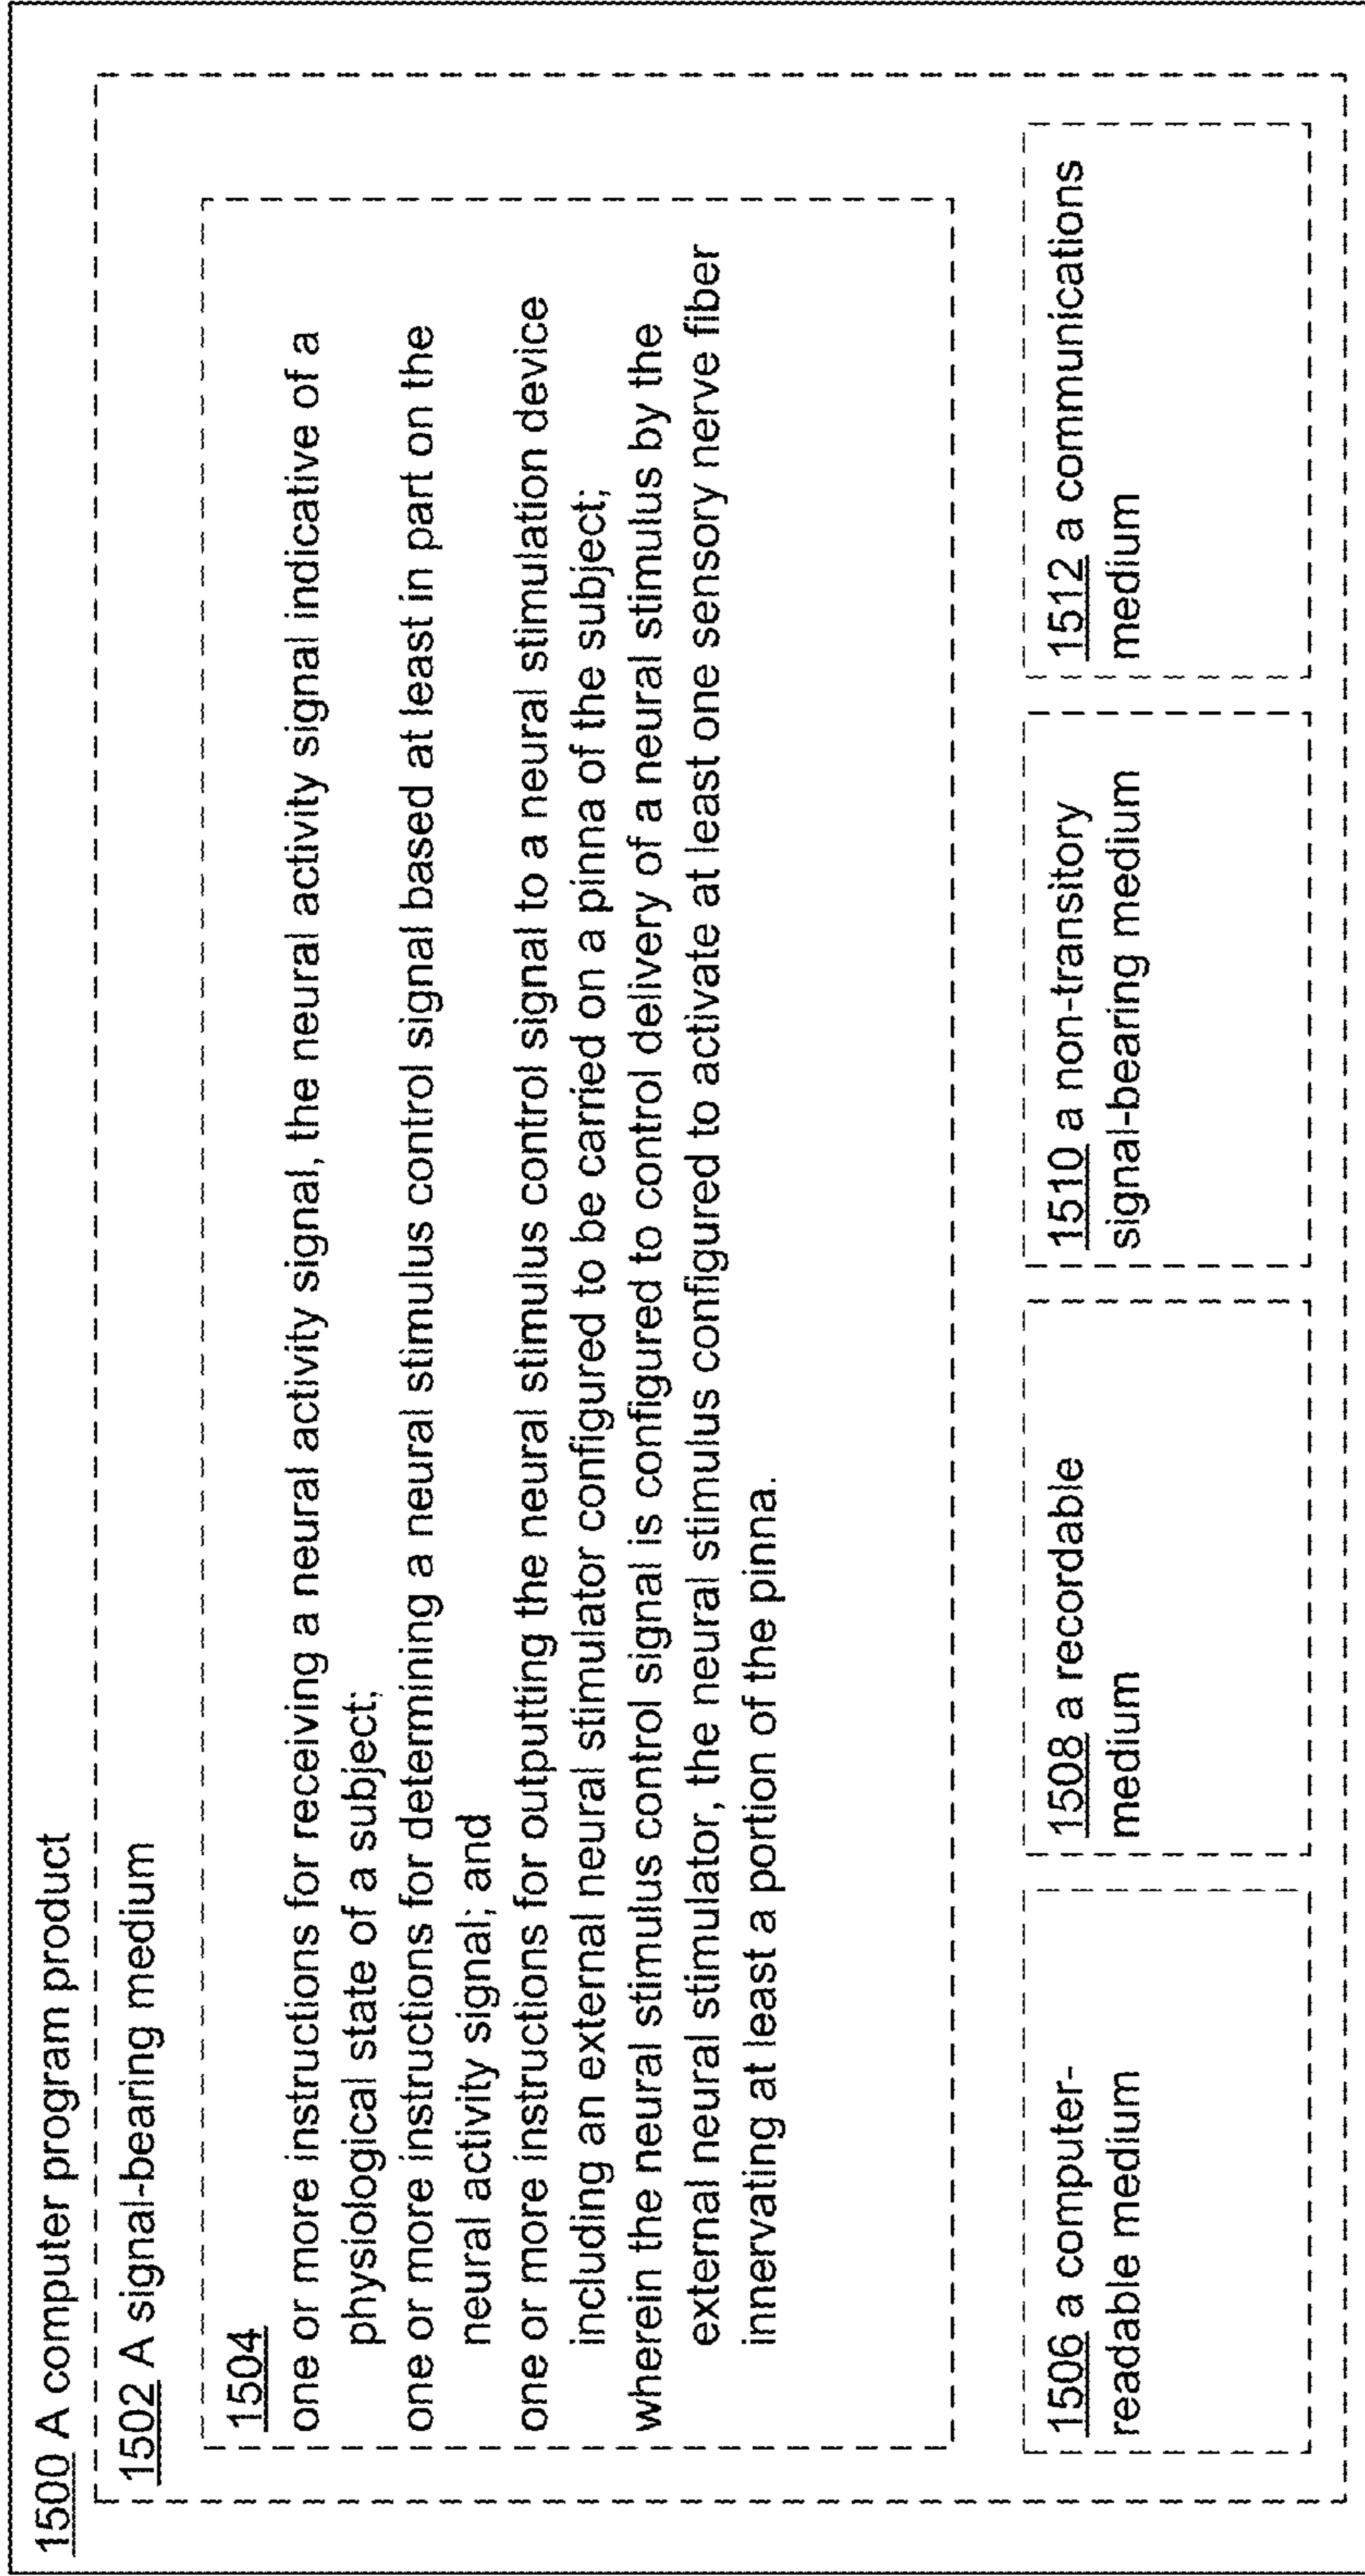 1500 A computer program product
1502 A signal-bearing medium
1504
one or more instructions for receiving a neural activity signal, the neural activity signal indicative of a
physiological state of a subject;
one or more instructions for determining a neural stimulus control signal based at least in part on the
neural activity signal; and
one or more instructions for outputting the neural stimulus control signal to a neural stimulation device
including an external neural stimulator configured to be carried on a pinna of the subject;
wherein the neural stimulus control signal is configured to control delivery of a neural stimulus by the
external neural stimulator, the neural stimulus configured to activate at least one sensory nerve fiber
innervating at least a portion of the pinna.
1506 a computer-
readable medium
1508 a recordable
medium
1510 a non-transitory
signal-bearing medium
1512 a communications
medium